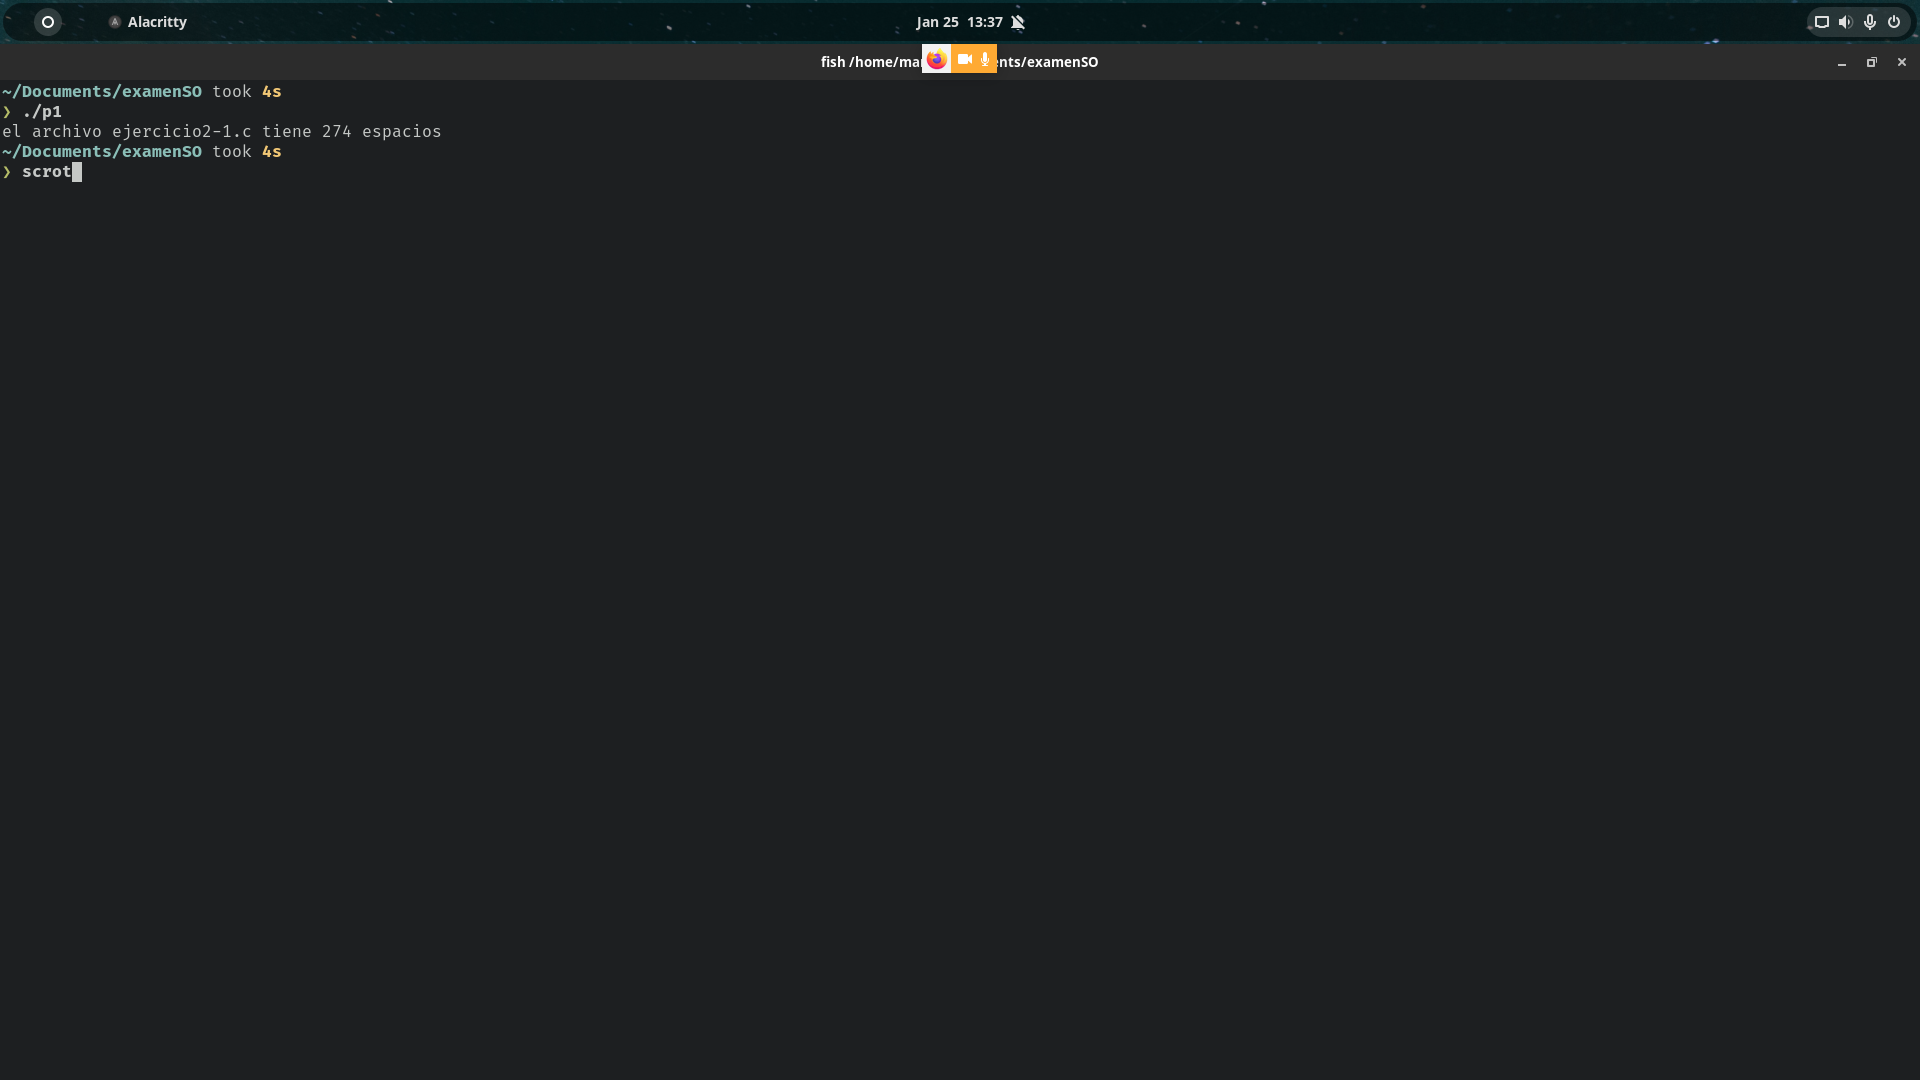 Alacritty
Jan 25 13:37
fish /home/ma ents/examenSO
~/Documents/examenSO took 4s
❯ ./p1
el archivo ejercicio2-1.c tiene 274 espacios
~/Documents/examenSO took 4s
❯ scrot